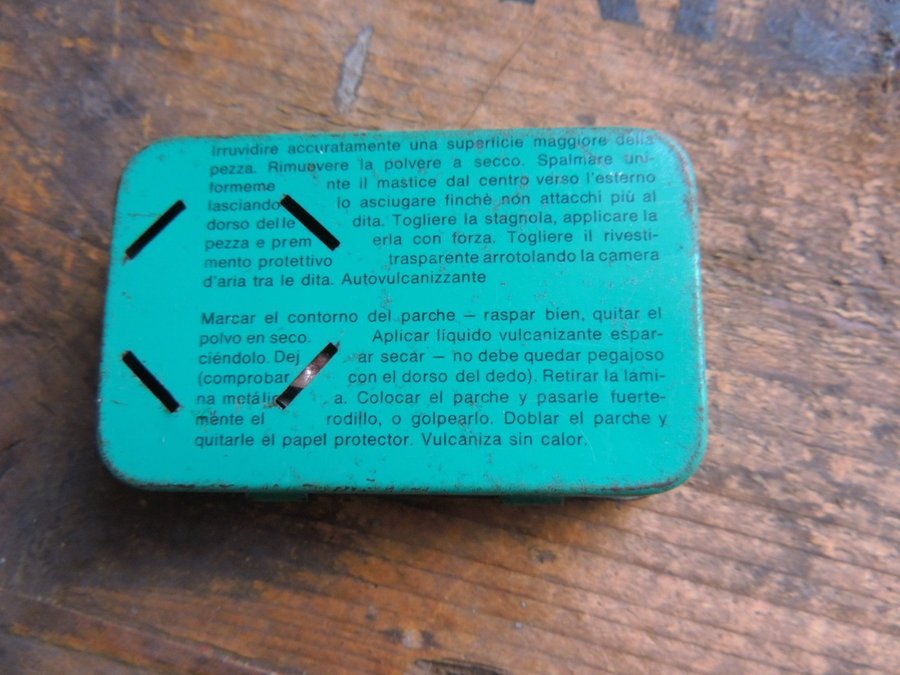 Irruvidire accuratamente una superficie maggiore della
pezza. Rimuovere la polvere a secco. Spalmare uni-
formeme nte il mastice dal centro verso l'esterno
lasciando lo asciugare finchè non attacchi più al
dorso delle dita. Togliere la stagnola, applicare la
pezza e prem erla con forza. Togliere il rivesti-
mento protettivo trasparente arrotolando la camera
d'aria tra le dita. Autovulcanizzante
Marcar el contorno del parche – raspar bien, quitar el
polvo en seco. Aplicar líquido vulcanizante espar-
ciéndolo. Dej ar secar – no debe quedar pegajoso
(comprobar con el dorso del dedo). Retirar la lámi-
na metálic a. Colocar el parche y pasarle fuerte-
mente el rodillo, o golpearlo. Doblar el parche y
quitarle el papel protector. Vulcaniza sin calor.